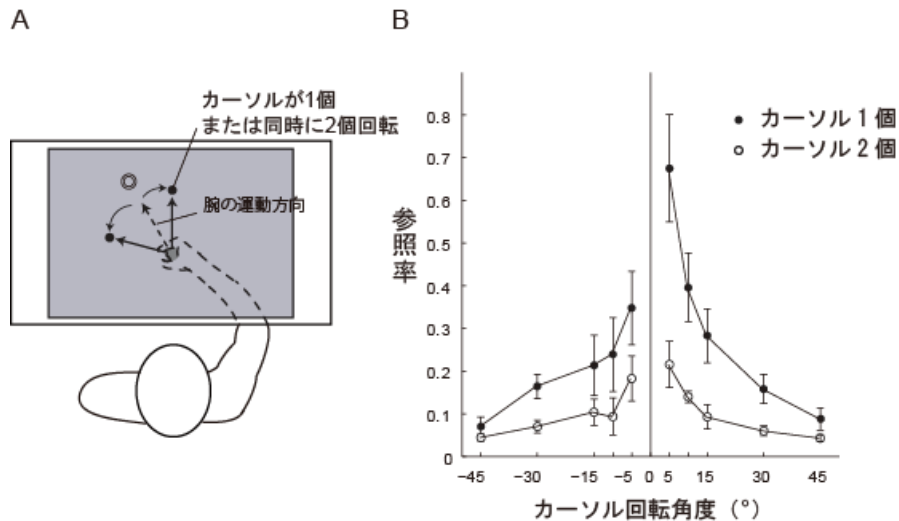 A
カーソルが1個
または同時に2個回転
腕の運動方向
B
カーソル 1 個
カーソル 2 個
参照率
0.8
0.7
0.6
0.5
0.4
0.3
0.2
0.1
0.0
−45
−30
−15
−5
0
5
15
30
45
カーソル回転角度（°）